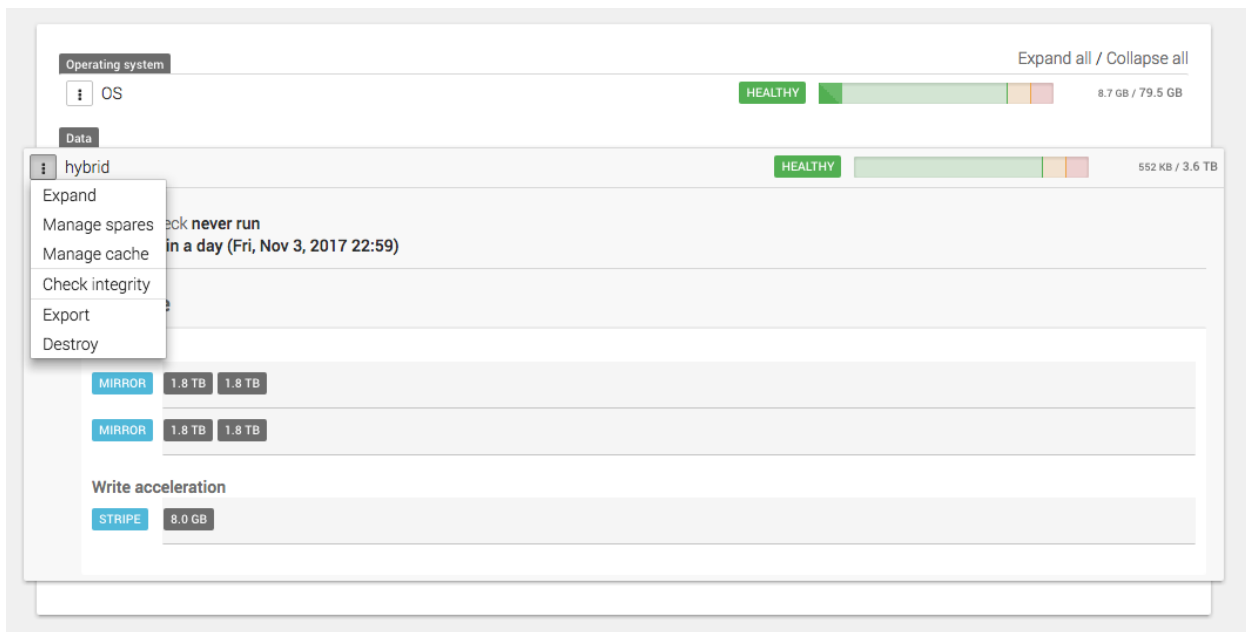 Operating system
Expand all / Collapse all
OS
HEALTHY
8.7 GB / 79.5 GB
Data
hybrid
HEALTHY
552 KB / 3.6 TB
Expand
Manage spares
never run
Manage cache
in a day (Fri, Nov 3, 2017 22:59)
Check integrity
Export
Destroy
MIRROR 1.8 TB 1.8 TB
MIRROR 1.8 TB 1.8 TB
Write acceleration
STRIPE 8.0 GB